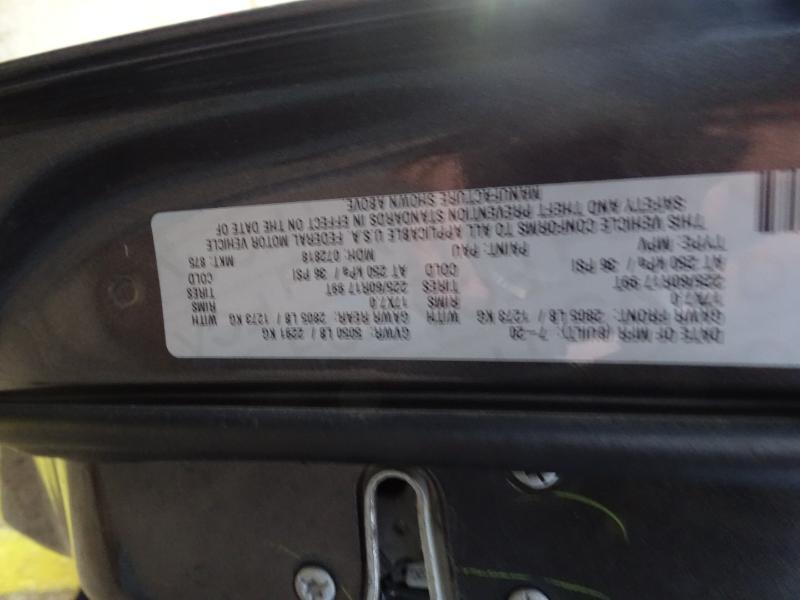 DATE OF MFR (BUILT): 7-20 GVWR: 5050 LB / 2291 KG
GAWR FRONT: 2805 LB / 1273 KG WITH GAWR REAR: 2805 LB / 1273 KG WITH
17X7.0 RIMS 17X7.0 RIMS
225/60R17 99T TIRES 225/60R17 99T TIRES
AT 250 kPa / 36 PSI COLD AT 250 kPa / 36 PSI COLD
TYPE: MPV PAINT: PAU MDH: 072818 MKT: 875
THIS VEHICLE CONFORMS TO ALL APPLICABLE U.S.A. FEDERAL MOTOR VEHICLE
SAFETY AND THEFT PREVENTION STANDARDS IN EFFECT ON THE DATE OF
MANUFACTURE SHOWN ABOVE.